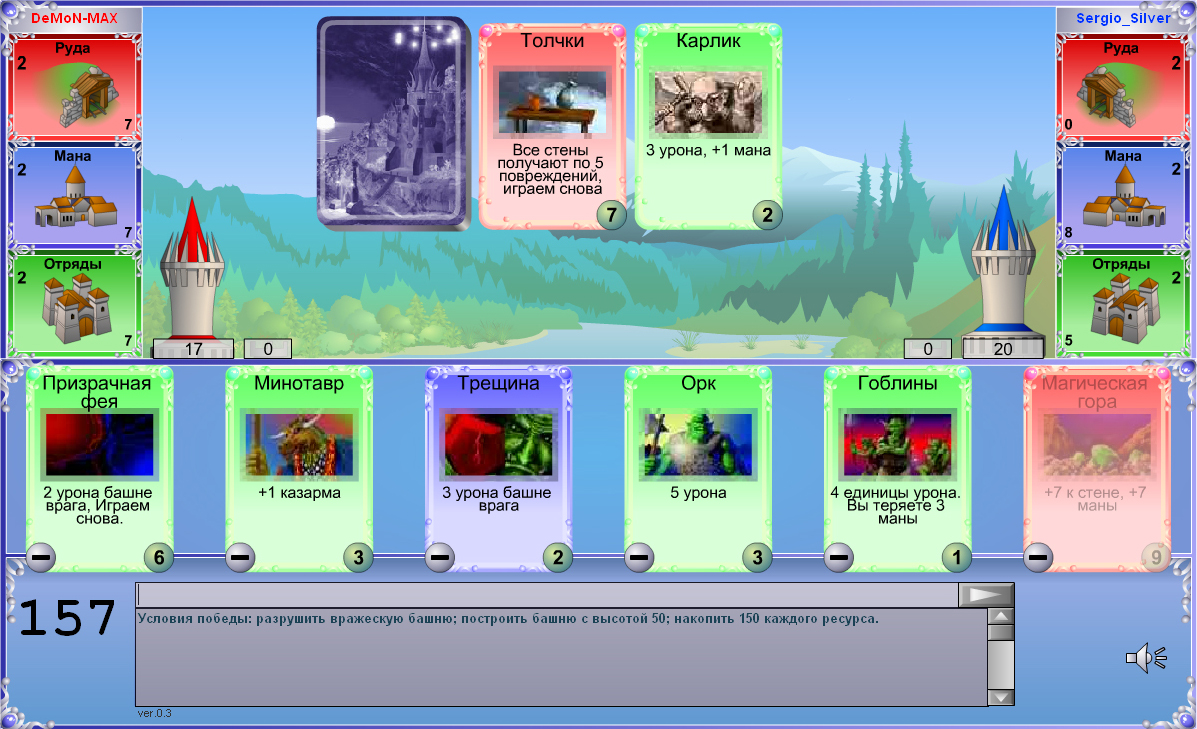 DeMoN-MAX
Руда
2
7
Мана
2
7
Отряды
2
7
17
0
Толчки
Все стены
получают по 5
повреждений,
играем снова
7
Карлик
3 урона, +1 мана
2
Sergio_Silver
Руда
2
0
Мана
2
8
Отряды
2
5
0
20
Призрачная
фея
2 урона башне
врага, Играем
снова.
6
Минотавр
+1 казарма
3
Трещина
3 урона башне
врага
2
Орк
5 урона
3
Гоблины
4 единицы урона.
Вы теряете 3
маны
1
Магическая
гора
+7 к стене, +7
маны
9
157
Условия победы: разрушить вражескую башню; построить башню с высотой 50; накопить 150 каждого ресурса.
ver.0.3